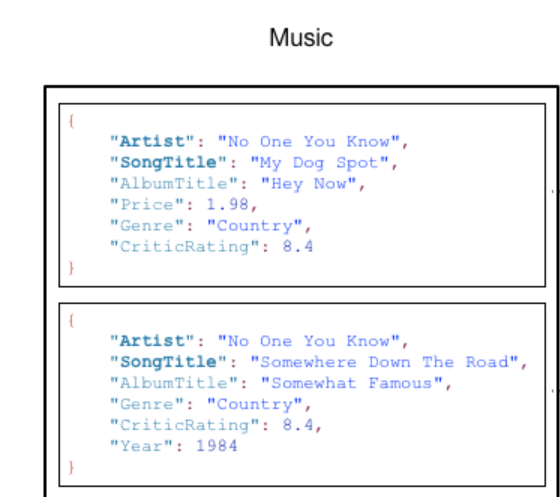 Music
{
"Artist": "No One You Know",
"SongTitle": "My Dog Spot",
"AlbumTitle": "Hey Now",
"Price": 1.98,
"Genre": "Country",
"CriticRating": 8.4
}
{
"Artist": "No One You Know",
"SongTitle": "Somewhere Down The Road",
"AlbumTitle": "Somewhat Famous",
"Genre": "Country",
"CriticRating": 8.4,
"Year": 1984
}